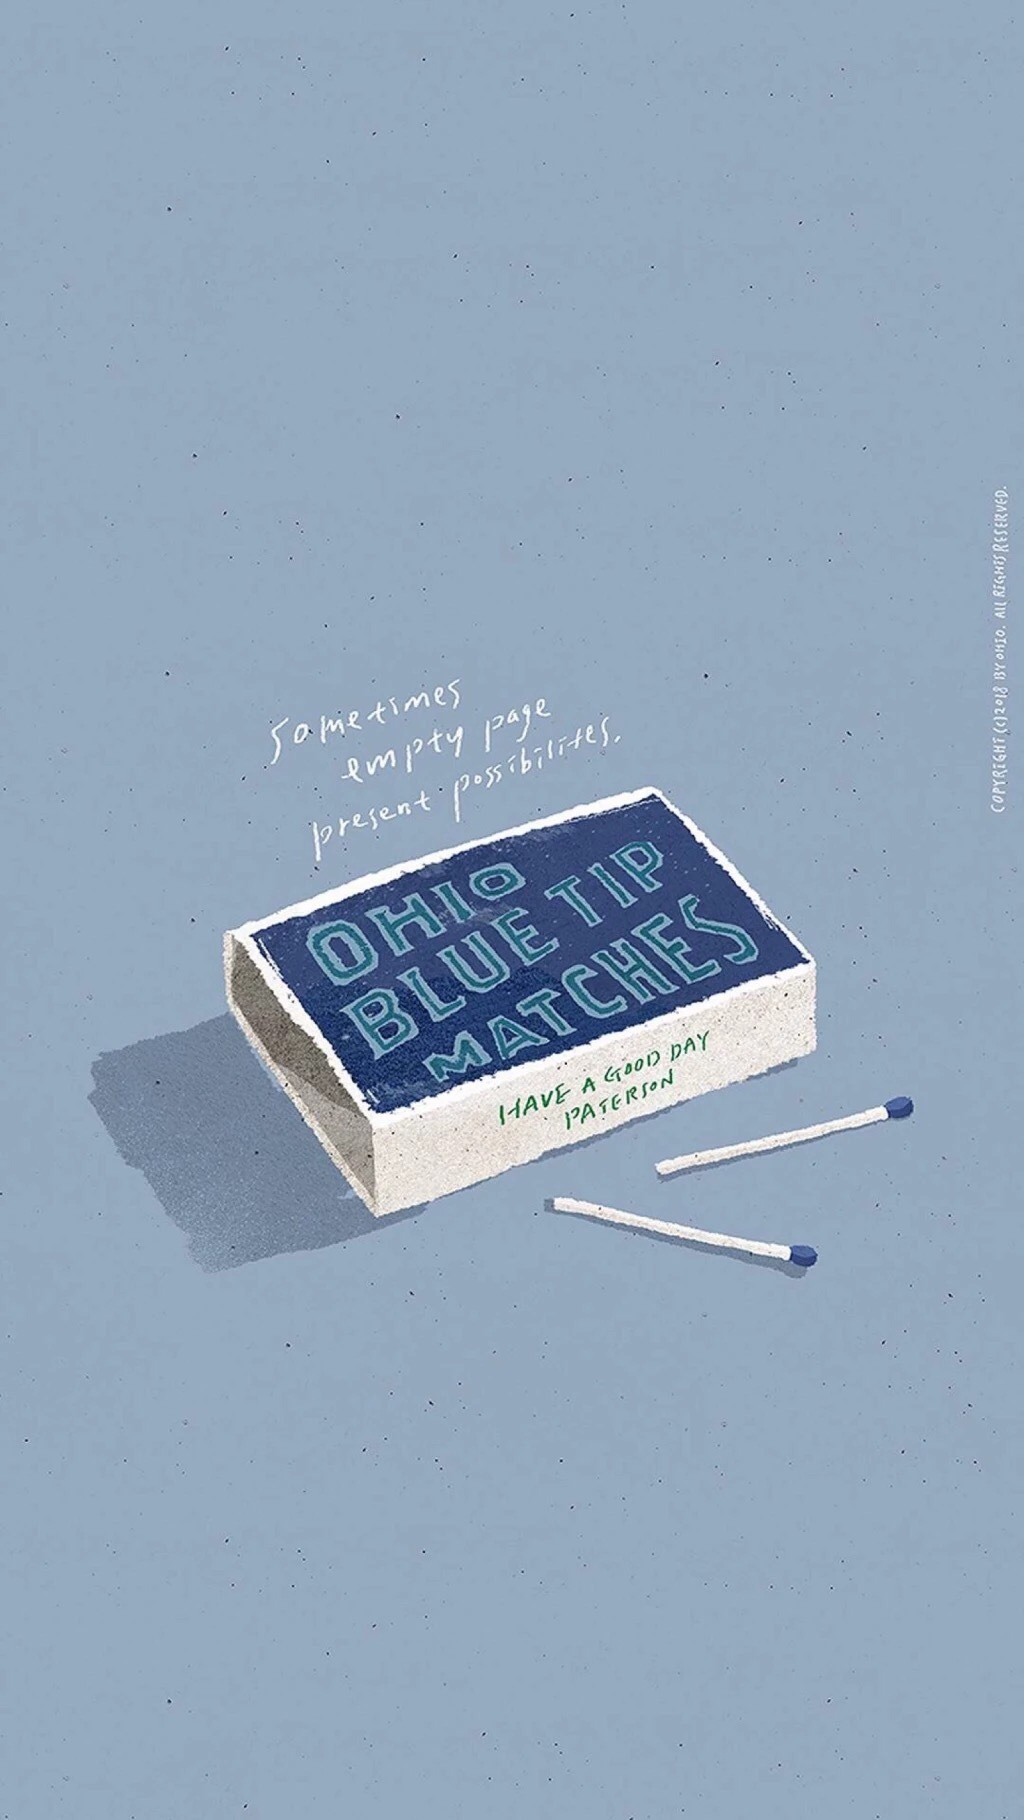 sometimes
empty page
present possibilites.
OHIO
BLUE TIP
MATCHES
HAVE A GOOD DAY
PATERSON
COPYRIGHT (c)2018 BY OHIO. All RIGHTS RESERVED.